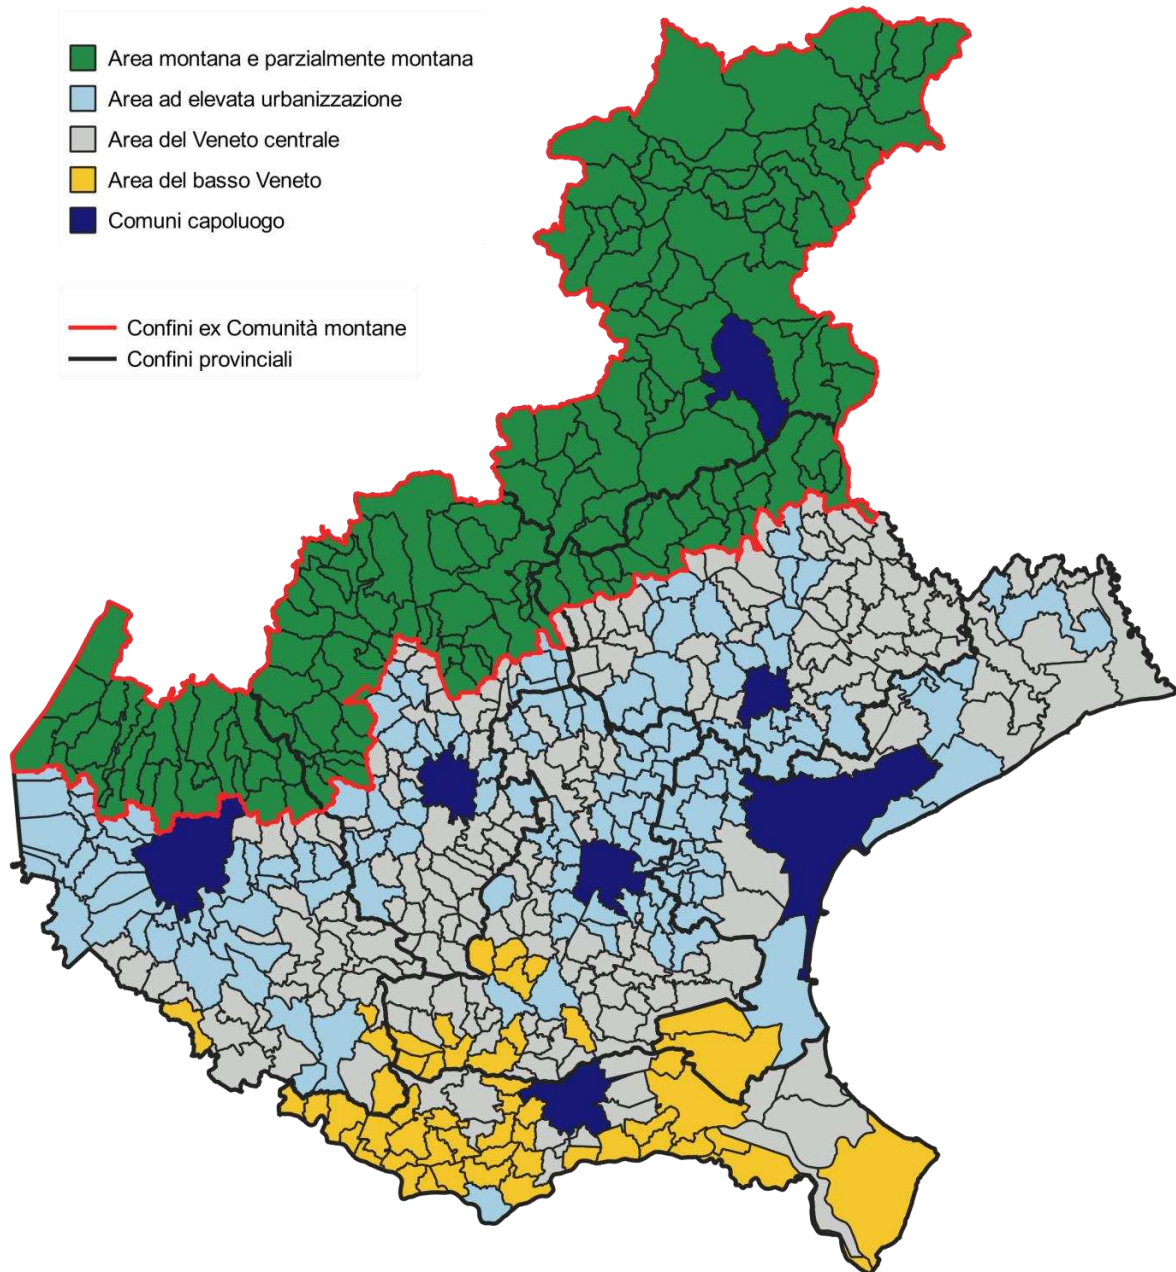 Area montana e parzialmente montana
Area ad elevata urbanizzazione
Area del Veneto centrale
Area del basso Veneto
Comuni capoluogo
Confini ex Comunità montane
Confini provinciali